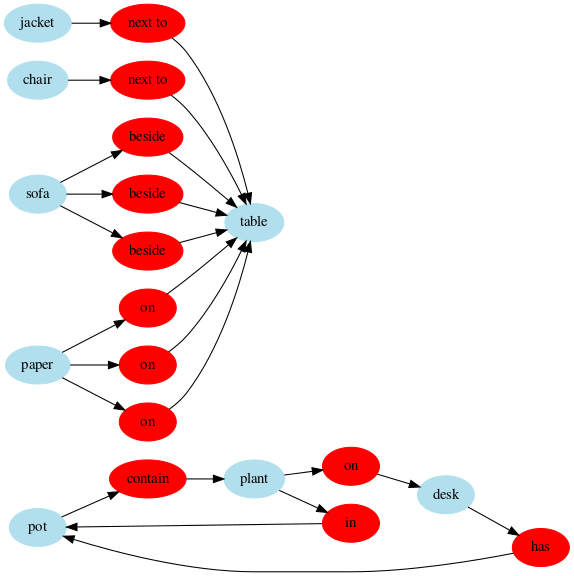 jacket next to
chair next to
beside
sofa beside
table
beside
on
paper on
on
contain plant on
desk
pot in
has